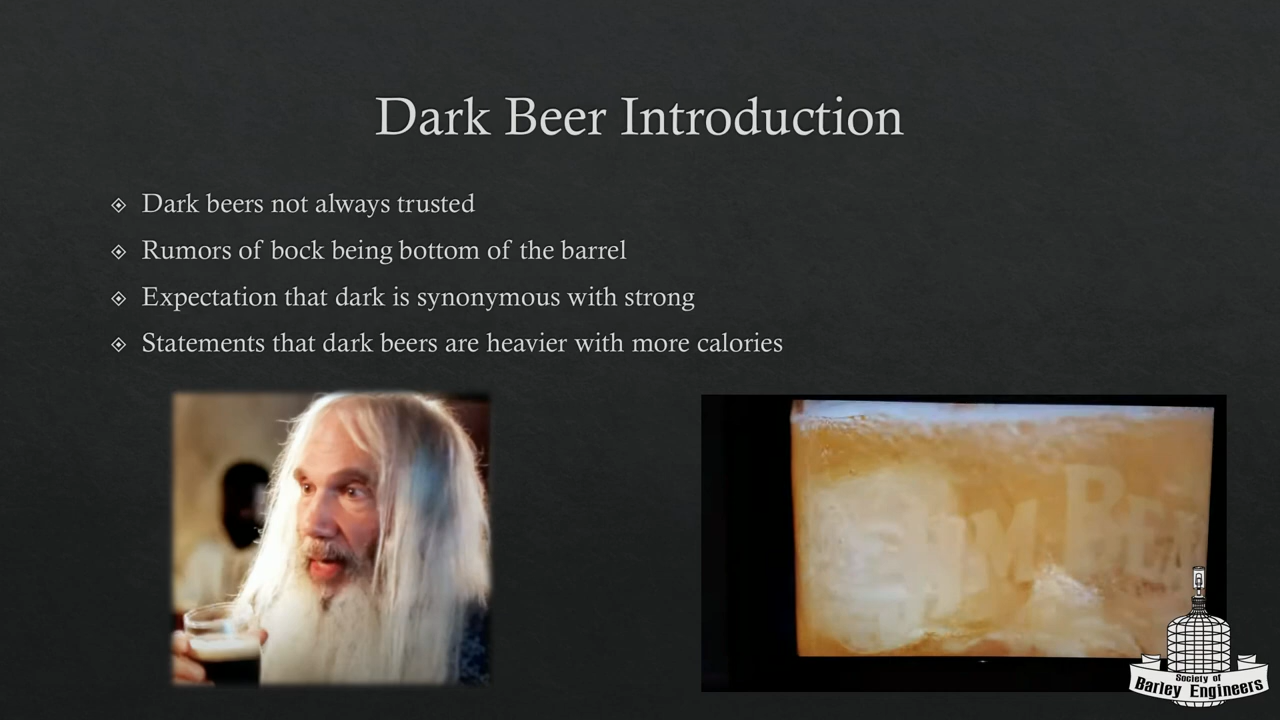 Dark Beer Introduction
Dark beers not always trusted
Rumors of bock being bottom of the barrel
Expectation that dark is synonymous with strong
Statements that dark beers are heavier with more calories
Society of
Barley Engineers